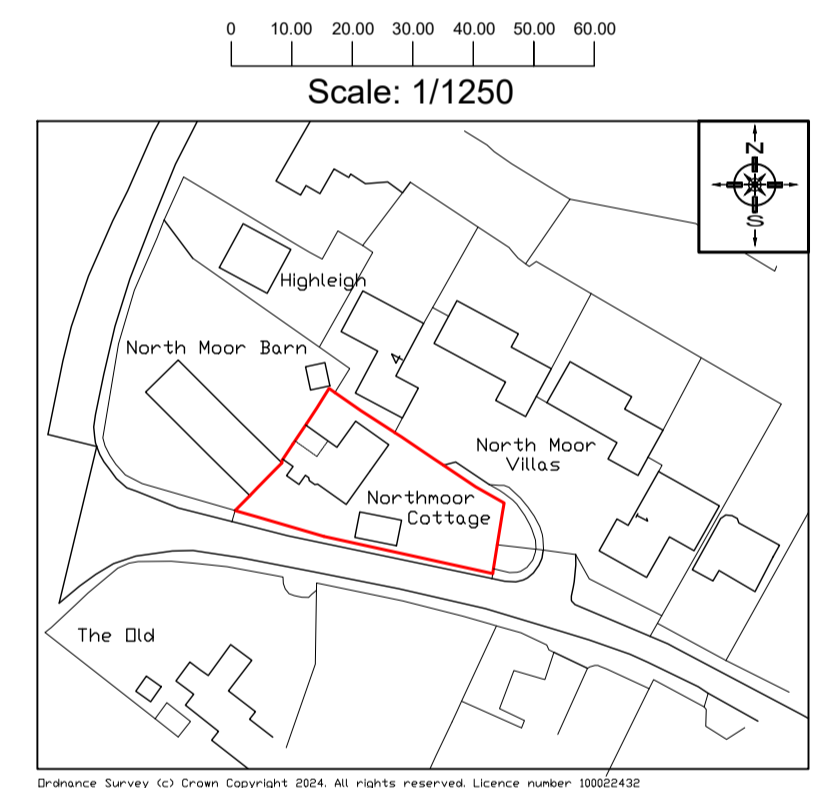 0 10.00 20.00 30.00 40.00 50.00 60.00
Scale: 1/1250
N
S
Highleigh
North Moor Barn
4
North Moor
Villas
Northmoor
Cottage
1
The Old
Ordnance Survey (c) Crown Copyright 2024. All rights reserved. Licence number 100022432